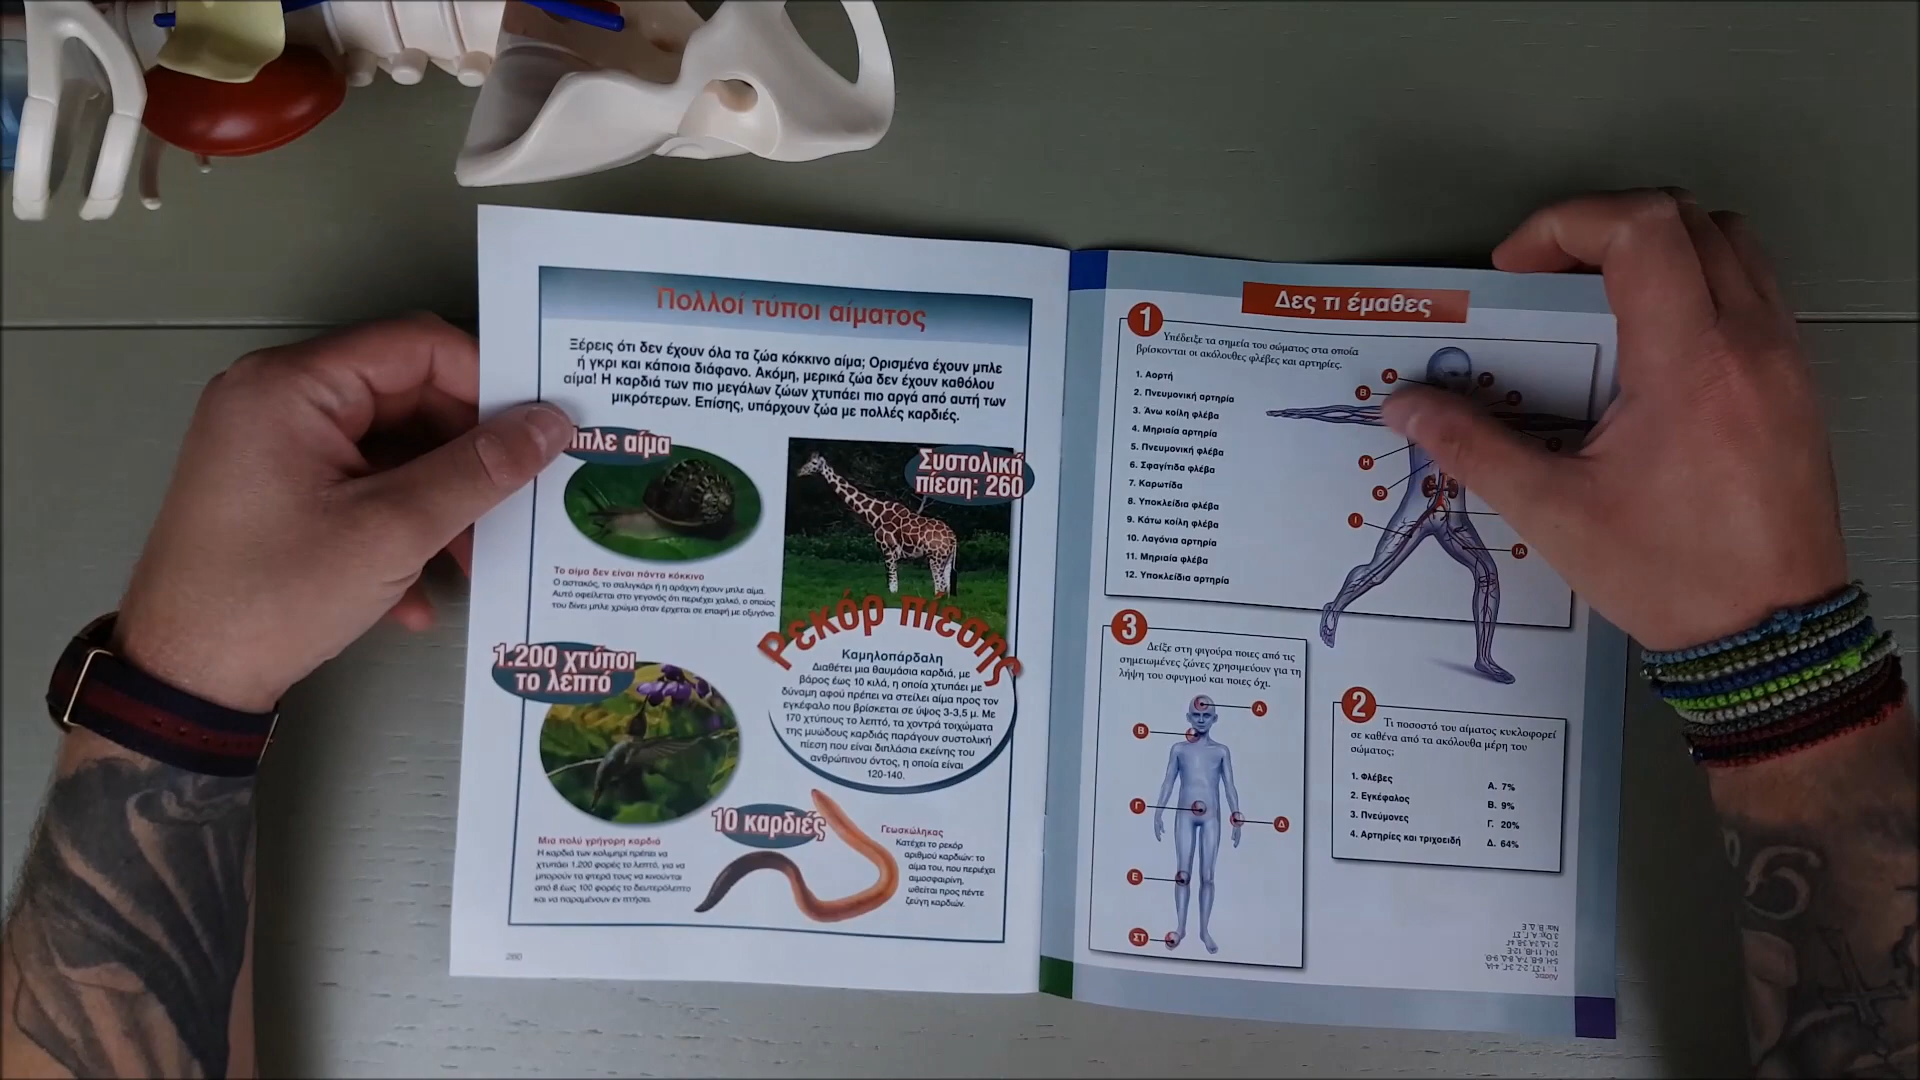 Πολλοί τύποι αίματος
Ξέρεις ότι δεν έχουν όλα τα ζώα κόκκινο αίμα; Ορισμένα έχουν μπλε
ή γκρι και κάποια διάφανο. Ακόμη, μερικά ζώα δεν έχουν καθόλου
αίμα! Η καρδιά των πιο μεγάλων ζώων χτυπάει πιο αργά από αυτή των
μικρότερων. Επίσης, υπάρχουν ζώα με πολλές καρδιές.
αίμα
Το αίμα δεν είναι πάντα κόκκινο
Ο αστακός, το σαλιγκάρι ή η αράχνη έχουν μπλε αίμα.
Αυτό οφείλεται στο γεγονός ότι περιέχει χαλκό, ο οποίος
του δίνει μπλε χρώμα όταν έρχεται σε επαφή με οξυγόνο.
Συστολική
πίεση: 260
Ρεκόρ πίεσης
Καμηλοπάρδαλη
Διαθέτει μια θαυμάσια καρδιά, με
βάρος έως 10 κιλά, η οποία χτυπάει με
δύναμη αφού πρέπει να στείλει αίμα προς τον
εγκέφαλο που βρίσκεται σε ύψος 3-3,5 μ. Με
170 χτύπους το λεπτό, τα χοντρά τοιχώματα
της μυώδους καρδιάς παράγουν συστολική
πίεση που είναι διπλάσια εκείνης του
ανθρώπινου όντος, η οποία είναι
120-140.
1.200 χτύποι
το λεπτό
Μια πολύ γρήγορη καρδιά
Η καρδιά των κολιμπρί πρέπει να
χτυπάει 1.200 φορές το λεπτό, για να
μπορούν τα φτερά τους να κινούνται
από 8 έως 100 φορές το δευτερόλεπτο
και να παραμένουν εν πτήσει.
10 καρδιές
Γεωσκώληκας
Κατέχει το ρεκόρ
αριθμού καρδιών: το
αίμα του, που περιέχει
αιμοσφαιρίνη,
ωθείται προς πέντε
ζεύγη καρδιών.
260
Δες τι έμαθες
1
Υπέδειξε τα σημεία του σώματος στα οποία
βρίσκονται οι ακόλουθες φλέβες και αρτηρίες.
1. Αορτή
2. Πνευμονική αρτηρία
3. Άνω κοίλη φλέβα
4. Μηριαία αρτηρία
5. Πνευμονική φλέβα
6. Σφαγίτιδα φλέβα
7. Καρωτίδα
8. Υποκλείδιο φλέβα
9. Κάτω κοίλη φλέβα
10. Λαγόνια αρτηρία
11. Μηριαία φλέβα
12. Υποκλείδιο αρτηρία
Α
Β
Γ
Η
Θ
Ι
ΙΑ
3
Δείξε στη φιγούρα ποιες από τις
σημειωμένες ζώνες χρησιμεύουν για τη
λήψη του σφυγμού και ποιες όχι.
Α
Β
Γ
Δ
Ε
ΣΤ
2
Τι ποσοστό του αίματος κυκλοφορεί
σε καθένα από τα ακόλουθα μέρη του
σώματος;
1. Φλέβες
2. Εγκέφαλος
3. Πνεύμονες
4. Αρτηρίες και τριχοειδή
Α. 7%
Β. 9%
Γ. 20%
Δ. 64%